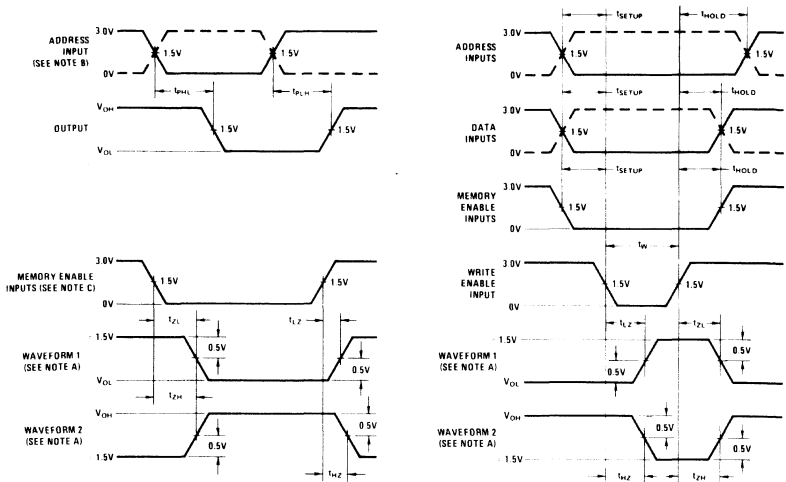 ADDRESS
INPUT
(SEE NOTE B)
3.0V
0V
1.5V
1.5V
tPHL
tPLH
OUTPUT
VOH
VOL
1.5V
1.5V
MEMORY ENABLE
INPUTS (SEE NOTE C)
3.0V
0V
1.5V
1.5V
tZL
tLZ
WAVEFORM 1
(SEE NOTE A)
1.5V
VOL
0.5V
0.5V
tZH
WAVEFORM 2
(SEE NOTE A)
VOH
1.5V
0.5V
0.5V
tHZ
tSETUP
tHOLD
ADDRESS
INPUTS
3.0V
0V
1.5V
1.5V
tSETUP
tHOLD
DATA
INPUTS
3.0V
0V
1.5V
1.5V
tSETUP
tHOLD
MEMORY
ENABLE
INPUTS
3.0V
0V
1.5V
1.5V
tW
WRITE
ENABLE
INPUT
3.0V
0V
1.5V
1.5V
tLZ
tZL
WAVEFORM 1
(SEE NOTE A)
1.5V
VOL
0.5V
0.5V
WAVEFORM 2
(SEE NOTE A)
VOH
1.5V
0.5V
0.5V
tHZ
tZH